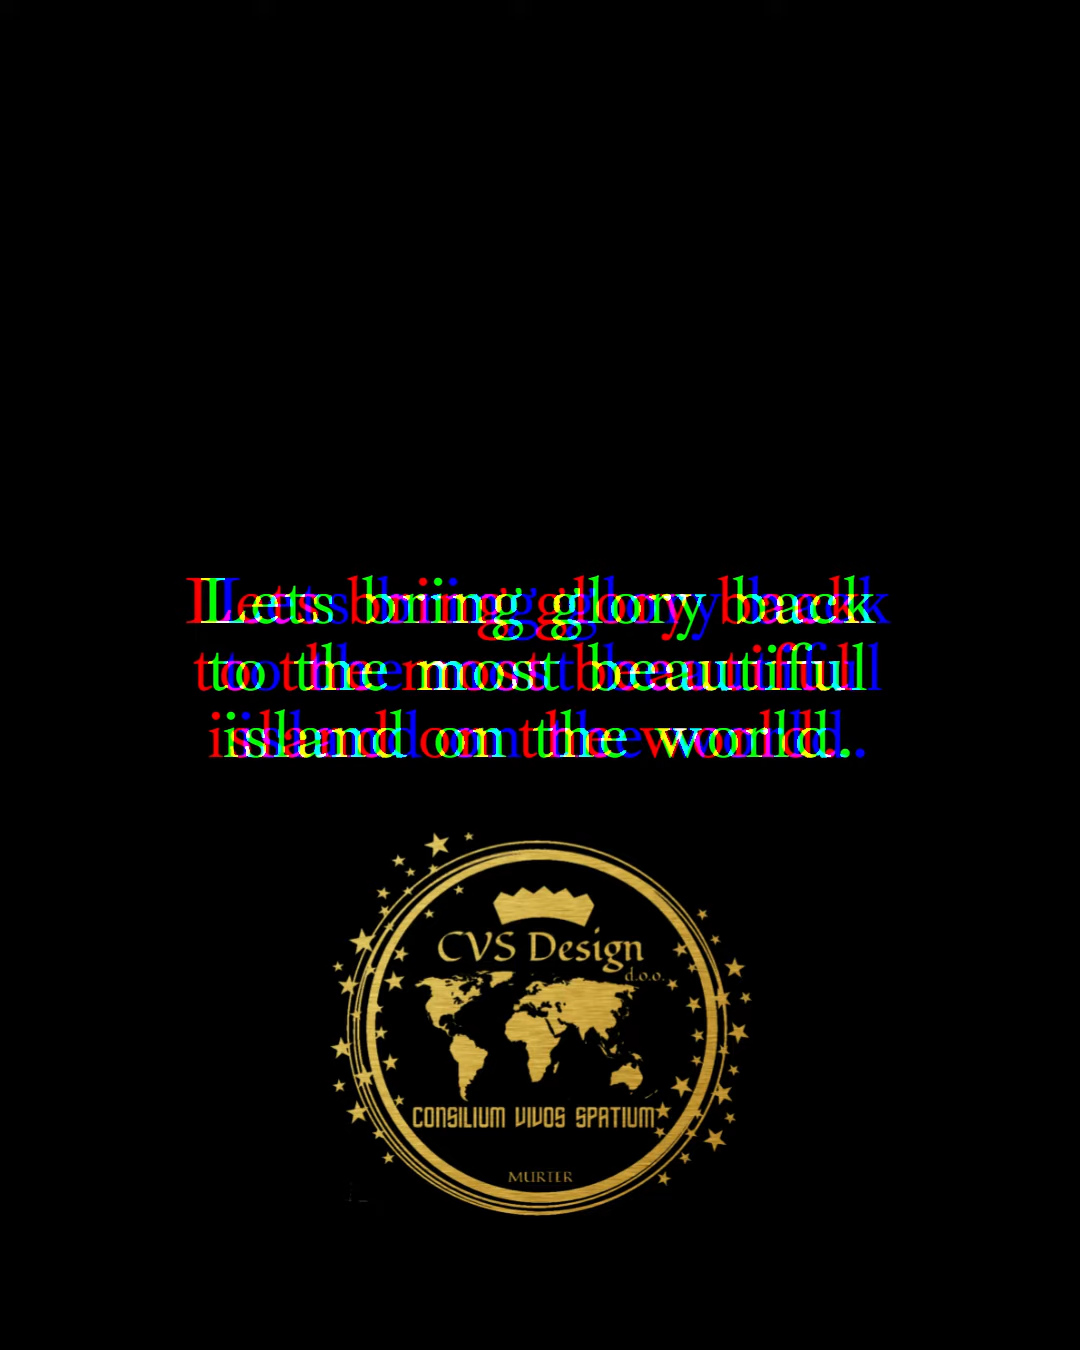 Lets bring glory back
to the most beautiful
island on the world..
CVS Design
d.o.o.
CONSILIUM VIVOS SPATIUM
MURTER